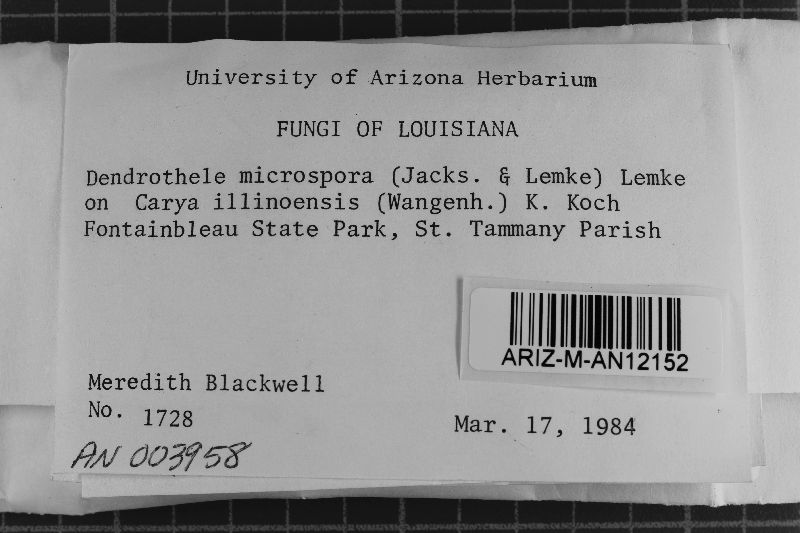 University of Arizona Herbarium
FUNGI OF LOUISIANA
Dendrothele microspora (Jacks. & Lemke) Lemke
on Carya illinoensis (Wangenh.) K. Koch
Fontainbleau State Park, St. Tammany Parish
ARIZ-M-AN12152
Meredith Blackwell
No. 1728
Mar. 17, 1984
AN 003958